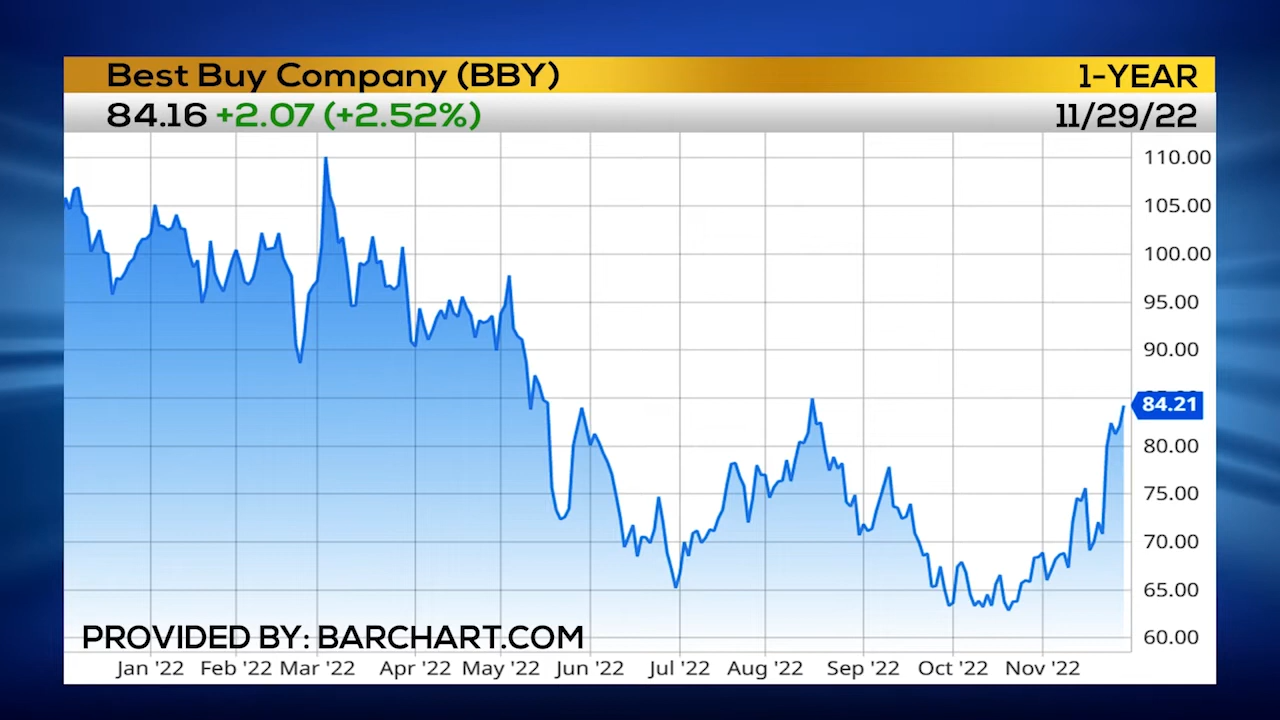 Best Buy Company (BBY) 1-YEAR
84.16 +2.07 (+2.52%) 11/29/22
110.00
105.00
100.00
95.00
90.00
84.21
80.00
75.00
70.00
65.00
60.00
PROVIDED BY: BARCHART.COM
Jan '22 Feb '22 Mar '22 Apr '22 May '22 Jun '22 Jul '22 Aug '22 Sep '22 Oct '22 Nov '22